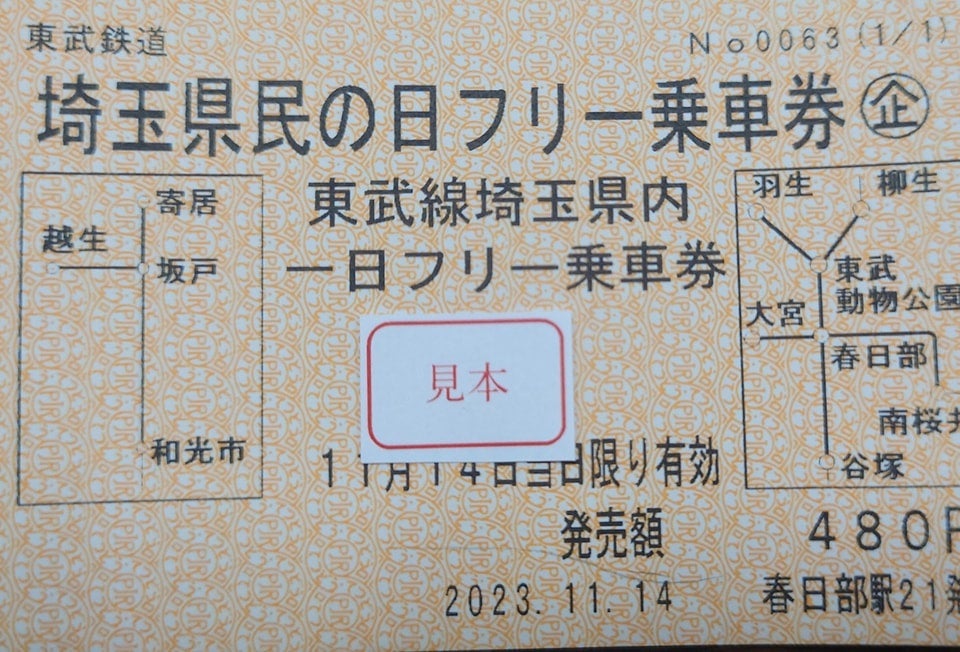 東武鉄道
No0063(1/1)
埼玉県民の日フリー乗車券 ㊭
東武線埼玉県内
一日フリー乗車券
寄居
越生
坂戸
和光市
羽生
柳生
東武
動物公園
大宮
春日部
南桜井
谷塚
見本
11月14日当日限り有効
発売額 480円
2023.11.14 春日部駅21発